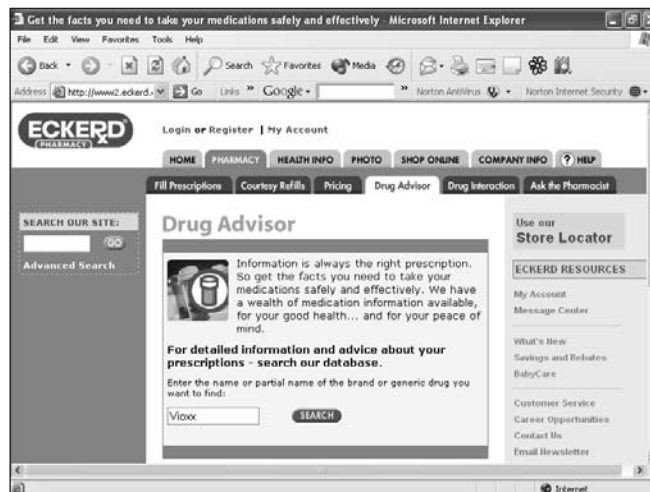 Get the facts you need to take your medications safely and effectively - Microsoft Internet Explorer
File Edit View Favorites Tools Help
Back Search Favorites Media
Address http://www2.eckerd. Go Links » Google » Norton AntiVirus Norton Internet Security
ECKERD
PHARMACY
Login or Register | My Account
HOME PHARMACY HEALTH INFO PHOTO SHOP ONLINE COMPANY INFO ? HELP
Fill Prescriptions Courtesy Refills Pricing Drug Advisor Drug Interaction Ask the Pharmacist
SEARCH OUR SITE:
GO
Advanced Search
Drug Advisor
Information is always the right prescription.
So get the facts you need to take your
medications safely and effectively. We have
a wealth of medication information available,
for your good health... and for your peace of
mind.
For detailed information and advice about your
prescriptions - search our database.
Enter the name or partial name of the brand or generic drug you
want to find:
Vioxx SEARCH
Use our
Store Locator
ECKERD RESOURCES
My Account
Message Center
What's New
Savings and Rebates
BabyCare
Customer Service
Career Opportunities
Contact Us
Email Newsletter
Internet